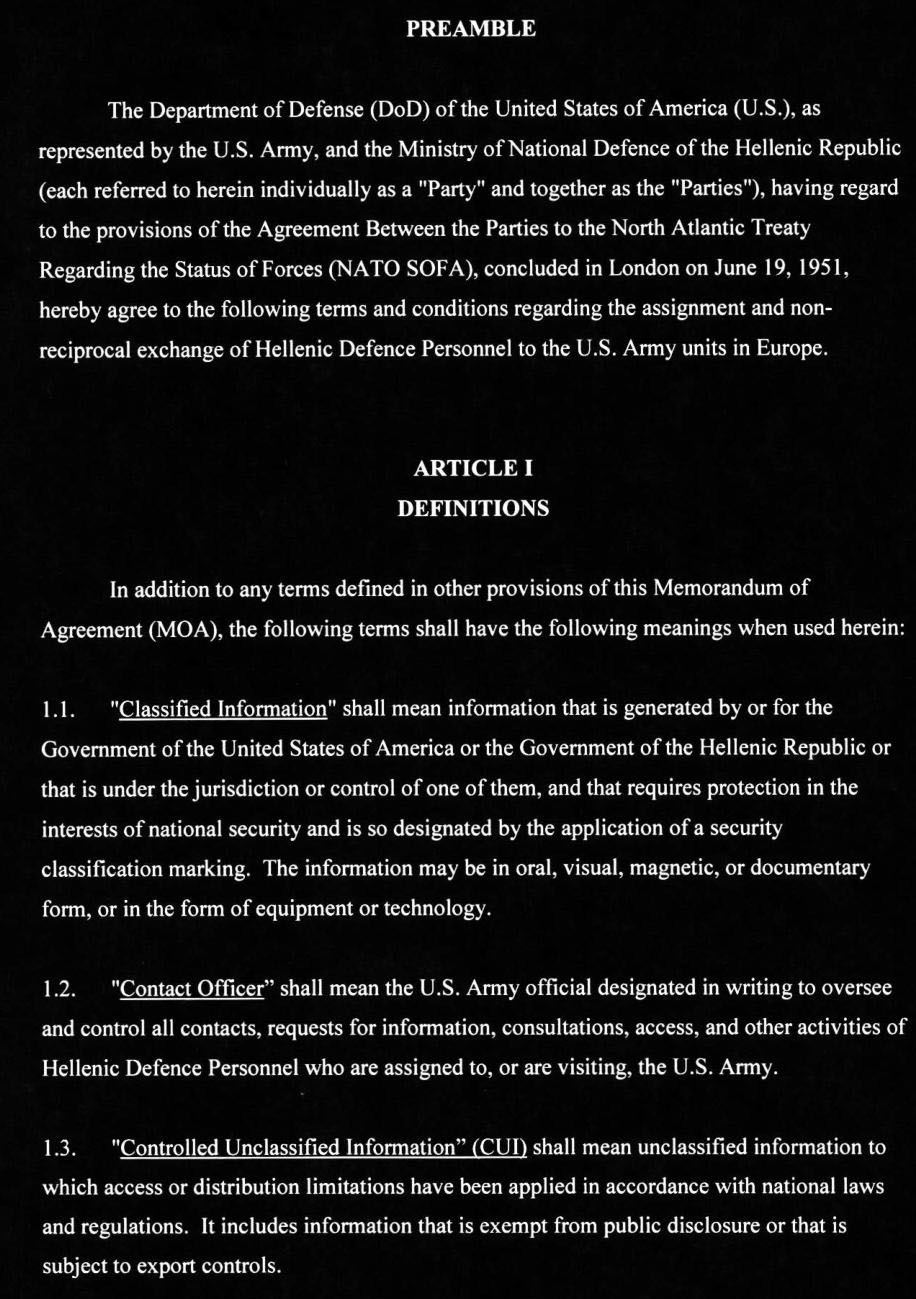 PREAMBLE
The Department of Defense (DoD) of the United States of America (U.S.), as
represented by the U.S. Army, and the Ministry of National Defence of the Hellenic Republic
(each referred to herein individually as a "Party" and together as the "Parties"), having regard
to the provisions of the Agreement Between the Parties to the North Atlantic Treaty
Regarding the Status of Forces (NATO SOFA), concluded in London on June 19, 1951,
hereby agree to the following terms and conditions regarding the assignment and non-
reciprocal exchange of Hellenic Defence Personnel to the U.S. Army units in Europe.
ARTICLE I
DEFINITIONS
In addition to any terms defined in other provisions of this Memorandum of
Agreement (MOA), the following terms shall have the following meanings when used herein:
1.1. "Classified Information" shall mean information that is generated by or for the
Government of the United States of America or the Government of the Hellenic Republic or
that is under the jurisdiction or control of one of them, and that requires protection in the
interests of national security and is so designated by the application of a security
classification marking. The information may be in oral, visual, magnetic, or documentary
form, or in the form of equipment or technology.
1.2. "Contact Officer” shall mean the U.S. Army official designated in writing to oversee
and control all contacts, requests for information, consultations, access, and other activities of
Hellenic Defence Personnel who are assigned to, or are visiting, the U.S. Army.
1.3. "Controlled Unclassified Information” (CUI) shall mean unclassified information to
which access or distribution limitations have been applied in accordance with national laws
and regulations. It includes information that is exempt from public disclosure or that is
subject to export controls.